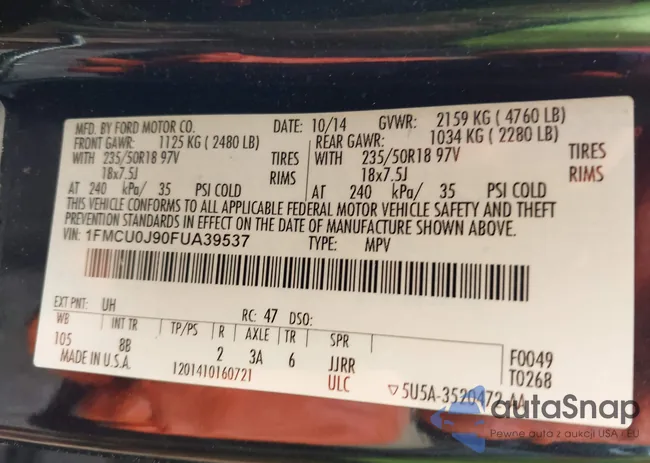 MFD. BY FORD MOTOR CO. DATE: 10/14 GVWR: 2159 KG ( 4760 LB)
FRONT GAWR: 1125 KG ( 2480 LB) REAR GAWR: 1034 KG ( 2280 LB)
WITH 235/50R18 97V TIRES WITH 235/50R18 97V TIRES
18x7.5J RIMS 18x7.5J RIMS
AT 240 kPa/ 35 PSI COLD AT 240 kPa/ 35 PSI COLD
THIS VEHICLE CONFORMS TO ALL APPLICABLE FEDERAL MOTOR VEHICLE SAFETY AND THEFT
PREVENTION STANDARDS IN EFFECT ON THE DATE OF MANUFACTURE SHOWN ABOVE.
VIN: 1FMCU0J90FUA39537 TYPE: MPV
EXT PNT: UH RC: 47 DSO:
WB INT TR TP/PS R AXLE TR SPR
105 8B 2 3A 6 JJRR F0049
MADE IN U.S.A. 1201410160721 ULC T0268
▽5U5A-3520472-AA
autaSnap
Pewne auta z aukcji USA i EU